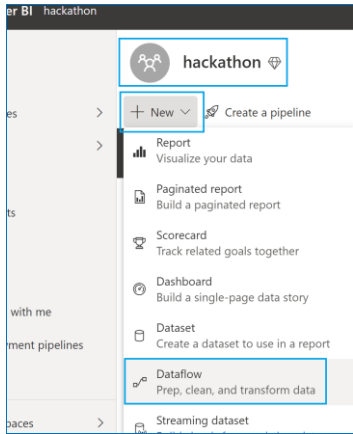 er BI hackathon
hackathon
+ New
Create a pipeline
es
Report
Visualize your data
Paginated report
Build a paginated report
ts
Scorecard
Track related goals together
Dashboard
Build a single-page data story
with me
Dataset
Create a dataset to use in a report
ment pipelines
Dataflow
Prep, clean, and transform data
paces
Streaming dataset